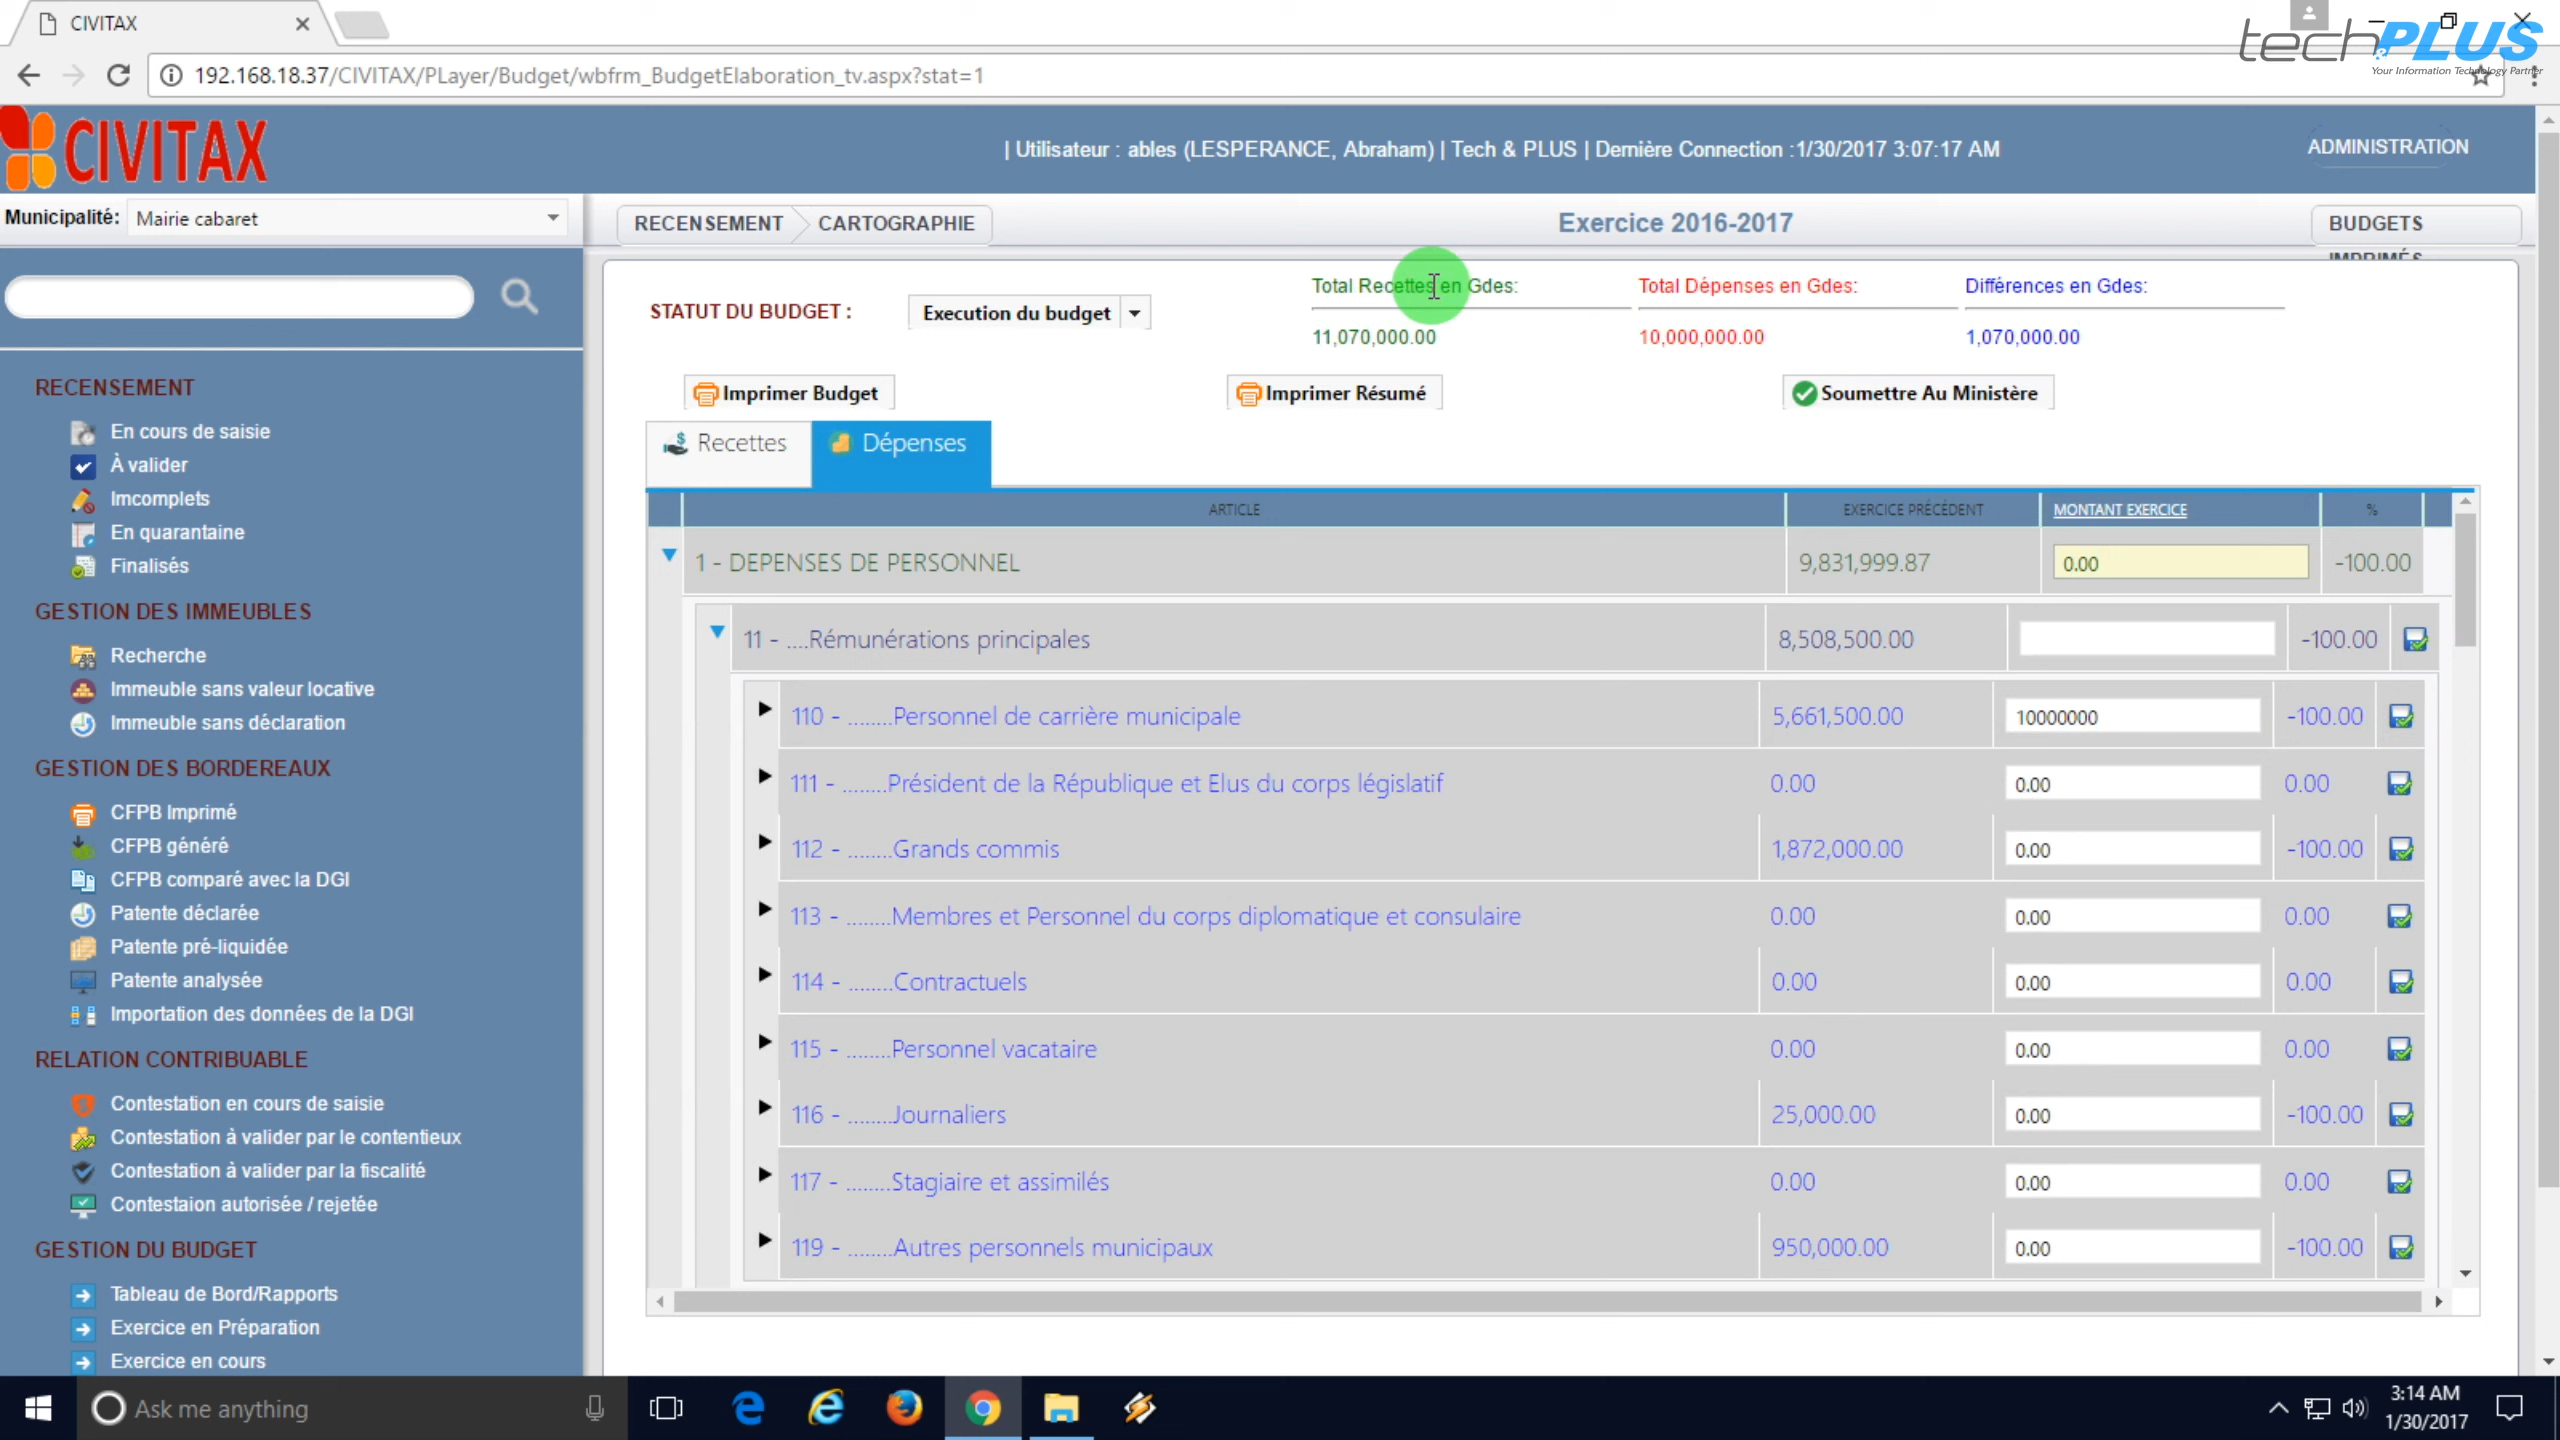 CIVITAX
tech&PLUS
Your Information Technology Partner
192.168.18.37/CIVITAX/PLayer/Budget/wbfrm_BudgetElaboration_tv.aspx?stat=1
CIVITAX
| Utilisateur : ables (LESPERANCE, Abraham) | Tech & PLUS | Dernière Connection :1/30/2017 3:07:17 AM
ADMINISTRATION
Municipalité: Mairie cabaret
RECENSEMENT CARTOGRAPHIE
Exercice 2016-2017
BUDGETS
IMPRIMÉS
STATUT DU BUDGET : Execution du budget
Total Recettes en Gdes: Total Dépenses en Gdes: Différences en Gdes:
11,070,000.00 10,000,000.00 1,070,000.00
Imprimer Budget Imprimer Résumé Soumettre Au Ministère
Recettes Dépenses
ARTICLE EXERCICE PRÉCÉDENT MONTANT EXERCICE %
1 - DEPENSES DE PERSONNEL 9,831,999.87 0.00 -100.00
11 - ....Rémunérations principales 8,508,500.00 -100.00
110 - ........Personnel de carrière municipale 5,661,500.00 10000000 -100.00
111 - ........Président de la République et Elus du corps législatif 0.00 0.00 0.00
112 - ........Grands commis 1,872,000.00 0.00 -100.00
113 - ........Membres et Personnel du corps diplomatique et consulaire 0.00 0.00 0.00
114 - ........Contractuels 0.00 0.00 0.00
115 - ........Personnel vacataire 0.00 0.00 0.00
116 - ........Journaliers 25,000.00 0.00 -100.00
117 - ........Stagiaire et assimilés 0.00 0.00 0.00
119 - ........Autres personnels municipaux 950,000.00 0.00 -100.00
RECENSEMENT
En cours de saisie
À valider
Imcomplets
En quarantaine
Finalisés
GESTION DES IMMEUBLES
Recherche
Immeuble sans valeur locative
Immeuble sans déclaration
GESTION DES BORDEREAUX
CFPB Imprimé
CFPB généré
CFPB comparé avec la DGI
Patente déclarée
Patente pré-liquidée
Patente analysée
Importation des données de la DGI
RELATION CONTRIBUABLE
Contestation en cours de saisie
Contestation à valider par le contentieux
Contestation à valider par la fiscalité
Contestaion autorisée / rejetée
GESTION DU BUDGET
Tableau de Bord/Rapports
Exercice en Préparation
Exercice en cours
Ask me anything
3:14 AM
1/30/2017